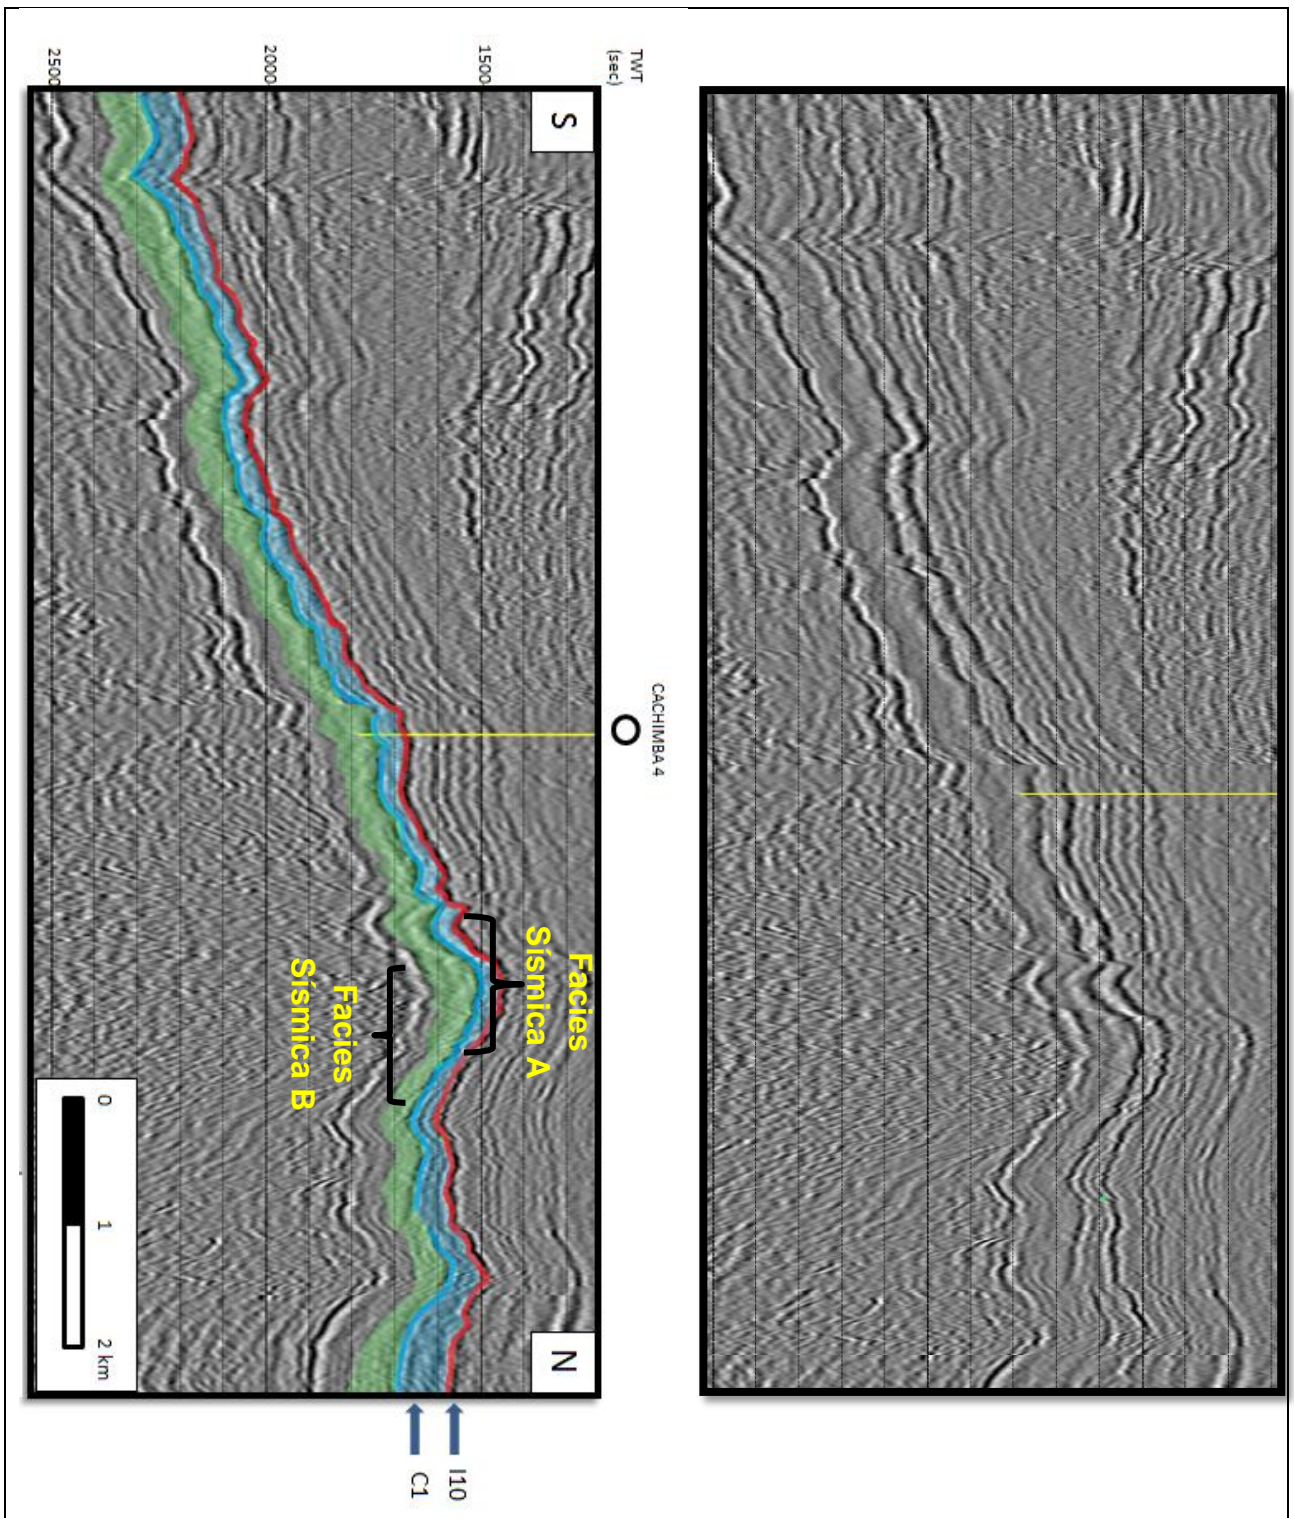 TWT
(sec)
1500
2000
2500
S
N
CACHIMBA 4
Facies
Sísmica A
Facies
Sísmica B
0
1
2 km
I10
C1